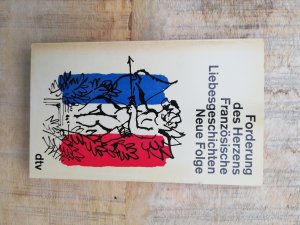 Forderung
des Herzens
Französische
Liebesgeschichten
Neue Folge
dtv